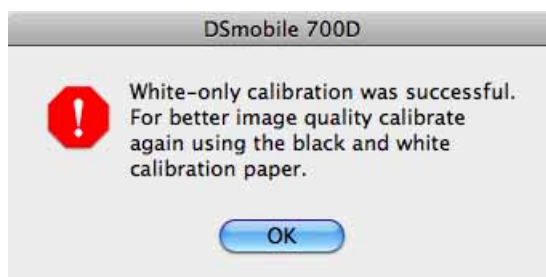 DSmobile 700D
White-only calibration was successful.
For better image quality calibrate
again using the black and white
calibration paper.
OK